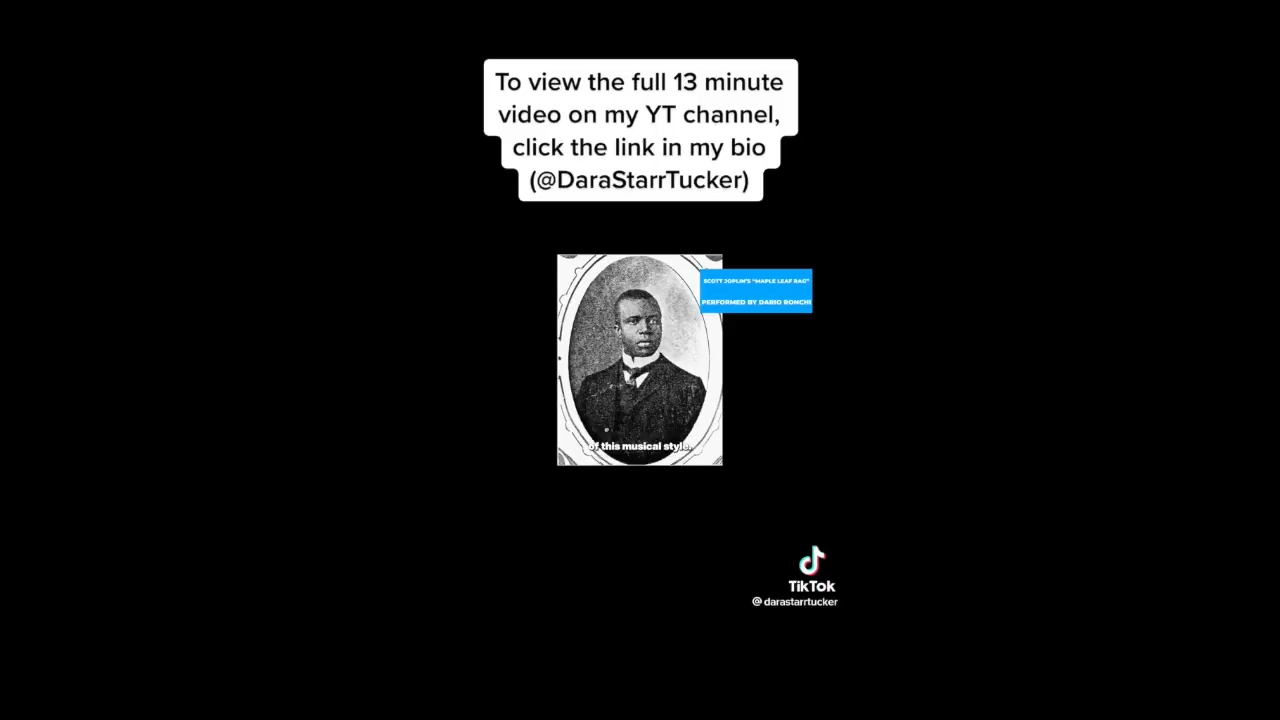 To view the full 13 minute
video on my YT channel,
click the link in my bio
(@DaraStarrTucker)
SCOTT JOPLIN'S "MAPLE LEAF RAG"
PERFORMED BY DARIO RONCHI
of this musical style.
TikTok
@darastarrtucker